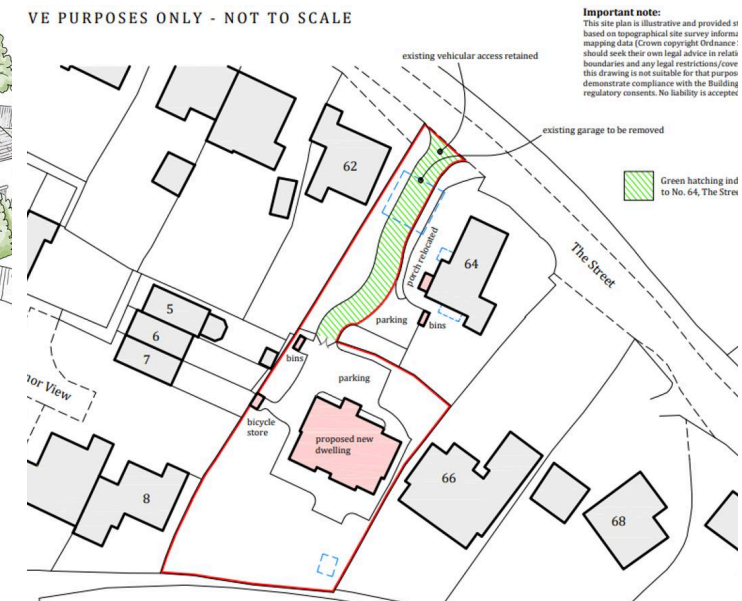 VE PURPOSES ONLY - NOT TO SCALE
Important note:
This site plan is illustrative and provided s
based on topographical site survey informa
mapping data (Crown copyright Ordnance
should seek their own legal advice in relati
boundaries and any legal restrictions/cove
this drawing is not suitable for that purpos
demonstrate compliance with the Building
regulatory consents. No liability is accepted
existing vehicular access retained
existing garage to be removed
Green hatching ind
to No. 64, The Stree
62
The Street
64
porch relocated
5
6
7
parking
bins
bins
parking
nor View
bicycle
store
proposed new
dwelling
66
8
68